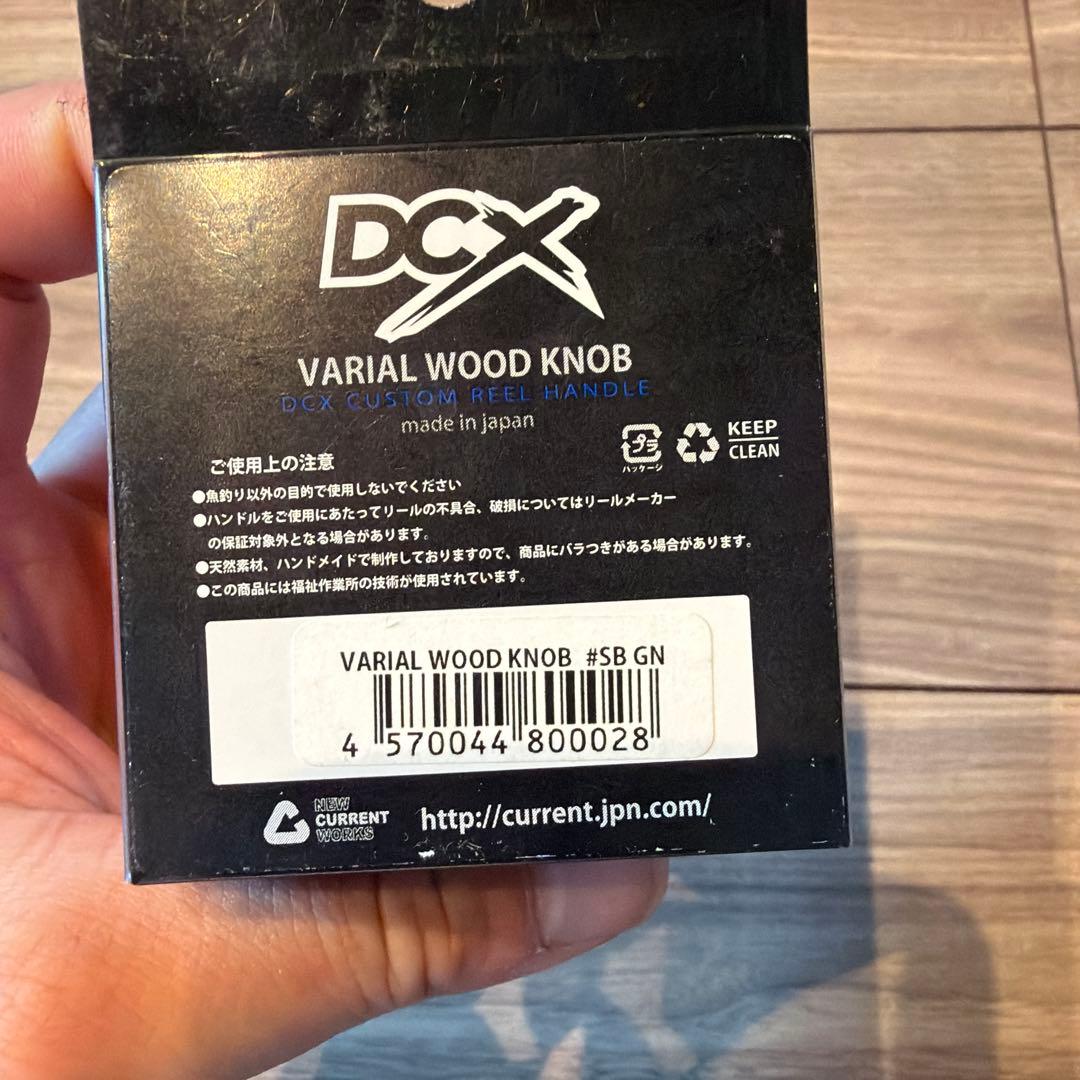 DCX
VARIAL WOOD KNOB
DCX CUSTOM REEL HANDLE
made in japan
プラ
パッケージ
KEEP
CLEAN
ご使用上の注意
●魚釣り以外の目的で使用しないでください
●ハンドルをご使用にあたってリールの不具合、破損についてはリールメーカー
の保証対象外となる場合があります。
●天然素材、ハンドメイドで制作しておりますので、商品にバラつきがある場合があります。
●この商品には福祉作業所の技術が使用されています。
VARIAL WOOD KNOB #SB GN
4 570044 800028
NEW
CURRENT
WORKS
http://current.jpn.com/